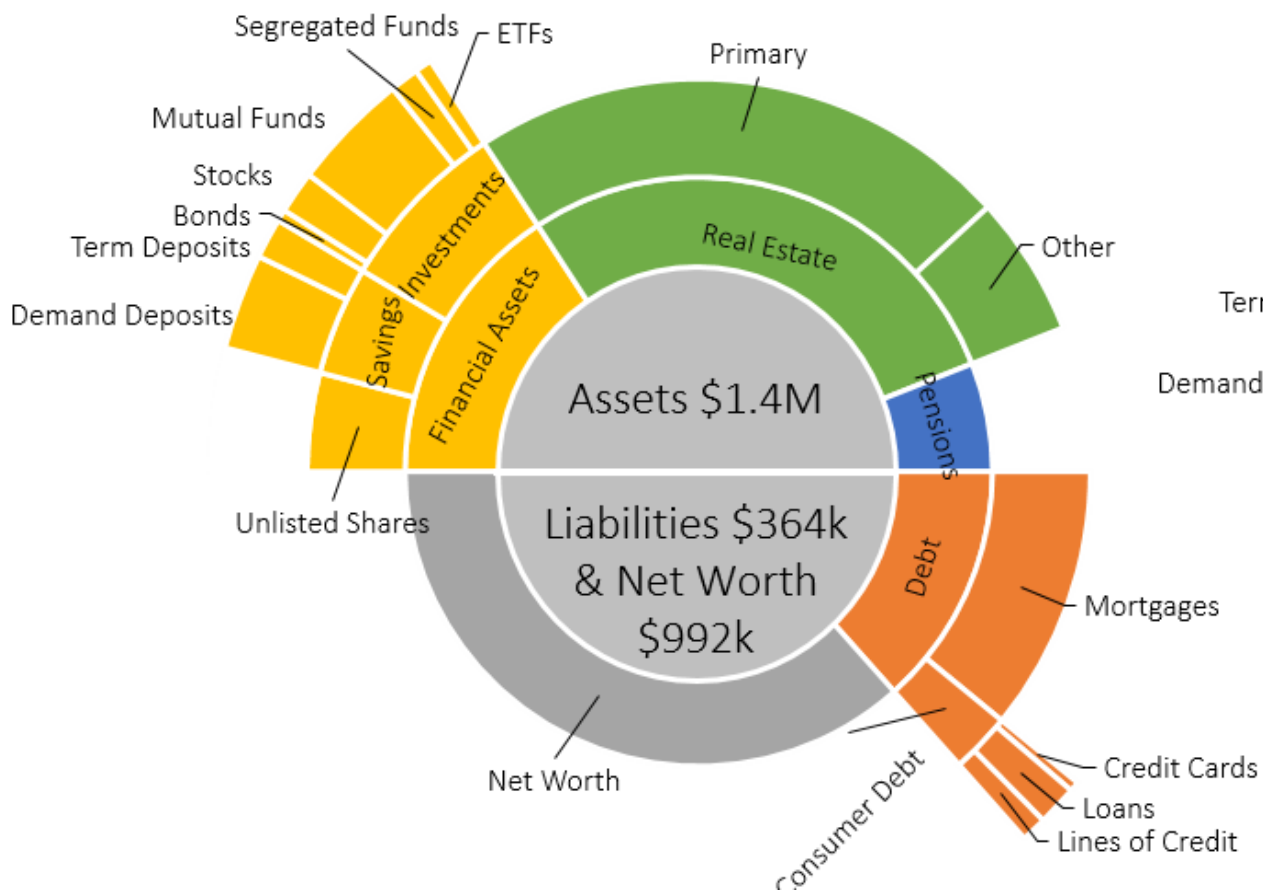 Segregated Funds
ETFs
Primary
Mutual Funds
Stocks
Bonds
Term Deposits
Demand Deposits
Investments
Savings
Financial Assets
Real Estate
Other
Ter
Demand
Pensions
Assets $1.4M
Unlisted Shares
Liabilities $364k
& Net Worth
$992k
Debt
Mortgages
Net Worth
Consumer Debt
Credit Cards
Loans
Lines of Credit